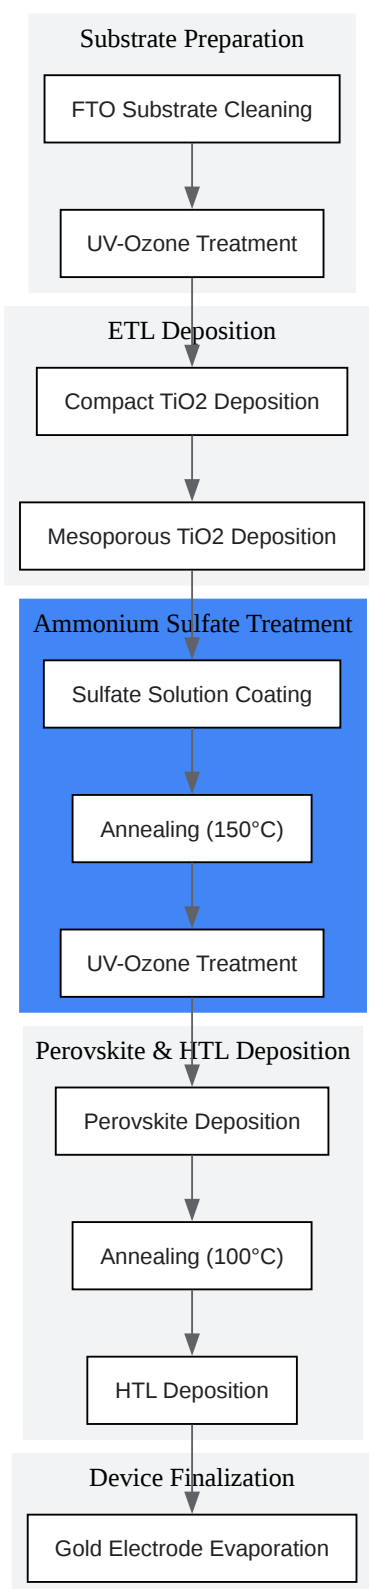 Substrate Preparation
FTO Substrate Cleaning
UV-Ozone Treatment
ETL Deposition
Compact TiO2 Deposition
Mesoporous TiO2 Deposition
Ammonium Sulfate Treatment
Sulfate Solution Coating
Annealing (150°C)
UV-Ozone Treatment
Perovskite & HTL Deposition
Perovskite Deposition
Annealing (100°C)
HTL Deposition
Device Finalization
Gold Electrode Evaporation